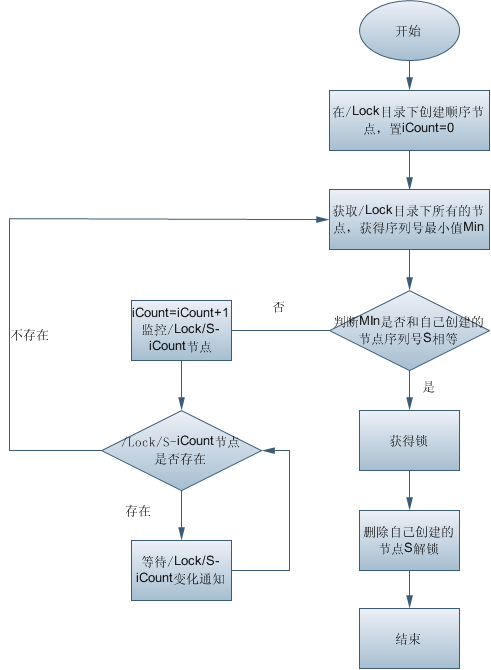 开始
在/Lock目录下创建顺序节
点，置iCount=0
获取/Lock目录下所有的节
点，获得序列号最小值Min
判断MIn是否和自己创建的
节点序列号S相等
否
是
iCount=iCount+1
监控/Lock/S-
iCount节点
不存在
/Lock/S-iCount节点
是否存在
存在
等待/Lock/S-
iCount变化通知
获得锁
删除自己创建的
节点S解锁
结束